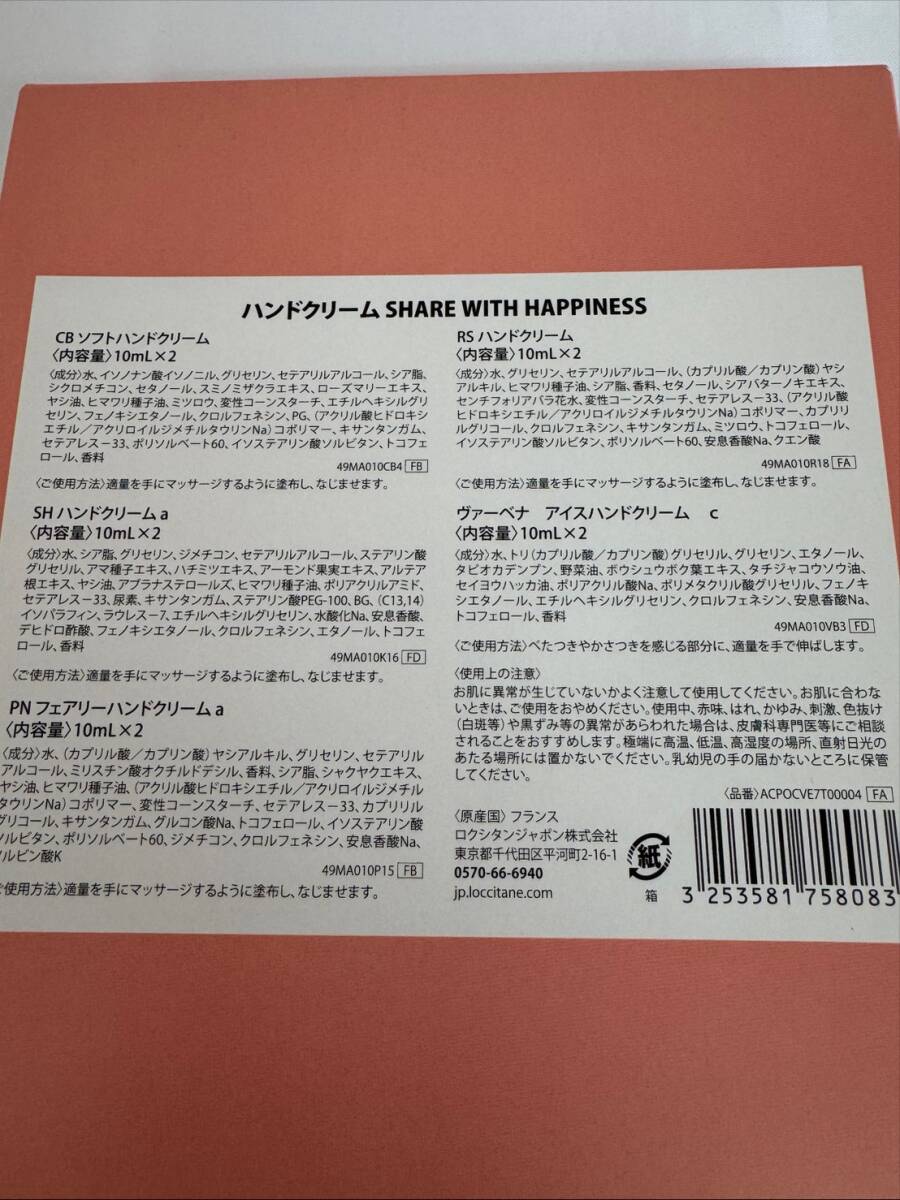 ハンドクリーム SHARE WITH HAPPINESS
CB ソフトハンドクリーム
〈内容量〉10mL×2
〈成分〉水、イソノナン酸イソノニル、グリセリン、セテアリルアルコール、シア脂、
シクロメチコン、セタノール、スミノミザクラエキス、ローズマリーエキス、
ヤシ油、ヒマワリ種子油、ミツロウ、変性コーンスターチ、エチルヘキシルグリ
セリン、フェノキシエタノール、クロルフェネシン、PG、（アクリル酸ヒドロキシ
エチル／アクリロイルジメチルタウリンNa）コポリマー、キサンタンガム、
セテアレス－33、ポリソルベート60、イソステアリン酸ソルビタン、トコフェ
ロール、香料
49MA010CB4 FB
〈ご使用方法〉適量を手にマッサージするように塗布し、なじませます。
SH ハンドクリーム a
〈内容量〉10mL×2
〈成分〉水、シア脂、グリセリン、ジメチコン、セテアリルアルコール、ステアリン酸
グリセリル、アマ種子エキス、ハチミツエキス、アーモンド果実エキス、アルテア
根エキス、ヤシ油、アブラナステロールズ、ヒマワリ種子油、ポリアクリルアミド、
セテアレス－33、尿素、キサンタンガム、ステアリン酸PEG-100、BG、（C13,14）
イソパラフィン、ラウレス－7、エチルヘキシルグリセリン、水酸化Na、安息香酸、
デヒドロ酢酸、フェノキシエタノール、クロルフェネシン、エタノール、トコフェ
ロール、香料
49MA010K16 FD
〈ご使用方法〉適量を手にマッサージするように塗布し、なじませます。
PN フェアリーハンドクリーム a
〈内容量〉10mL×2
〈成分〉水、（カプリル酸／カプリン酸）ヤシアルキル、グリセリン、セテアリル
アルコール、ミリスチン酸オクチルドデシル、香料、シア脂、シャクヤクエキス、
ヤシ油、ヒマワリ種子油、（アクリル酸ヒドロキシエチル／アクリロイルジメチル
タウリンNa）コポリマー、変性コーンスターチ、セテアレス－33、カプリリル
グリコール、キサンタンガム、グルコン酸Na、トコフェロール、イソステアリン酸
ソルビタン、ポリソルベート60、ジメチコン、クロルフェネシン、安息香酸Na、
ソルビン酸K
49MA010P15 FB
ご使用方法〉適量を手にマッサージするように塗布し、なじませます。
RS ハンドクリーム
〈内容量〉10mL×2
〈成分〉水、グリセリン、セテアリルアルコール、（カプリル酸／カプリン酸）ヤシ
アルキル、ヒマワリ種子油、シア脂、香料、セタノール、シアバターノキエキス、
センチフォリアバラ花水、変性コーンスターチ、セテアレス－33、（アクリル酸
ヒドロキシエチル／アクリロイルジメチルタウリンNa）コポリマー、カプリリ
ルグリコール、クロルフェネシン、キサンタンガム、ミツロウ、トコフェロール、
イソステアリン酸ソルビタン、ポリソルベート60、安息香酸Na、クエン酸
49MA010R18 FA
〈ご使用方法〉適量を手にマッサージするように塗布し、なじませます。
ヴァーベナ アイスハンドクリーム c
〈内容量〉10mL×2
〈成分〉水、トリ（カプリル酸／カプリン酸）グリセリル、グリセリン、エタノール、
タピオカデンプン、野菜油、ボウシュウボク葉エキス、タチジャコウソウ油、
セイヨウハッカ油、ポリアクリル酸Na、ポリメタクリル酸グリセリル、フェノキ
シエタノール、エチルヘキシルグリセリン、クロルフェネシン、安息香酸Na、
トコフェロール、香料
49MA010VB3 FD
〈ご使用方法〉べたつきやかさつきを感じる部分に、適量を手で伸ばします。
〈使用上の注意〉
お肌に異常が生じていないかよく注意して使用してください。お肌に合わな
いときは、ご使用をおやめください。使用中、赤味、はれ、かゆみ、刺激、色抜け
（白斑等）や黒ずみ等の異常があらわれた場合は、皮膚科専門医等にご相談
されることをおすすめします。極端に高温、低温、高湿度の場所、直射日光の
あたる場所には置かないでください。乳幼児の手の届かないところに保管
してください。
〈品番〉ACPOCVE7T00004 FA
〈原産国〉フランス
ロクシタンジャポン株式会社
東京都千代田区平河町2-16-1
0570-66-6940
jp.loccitane.com
紙
箱
3 253581 758083